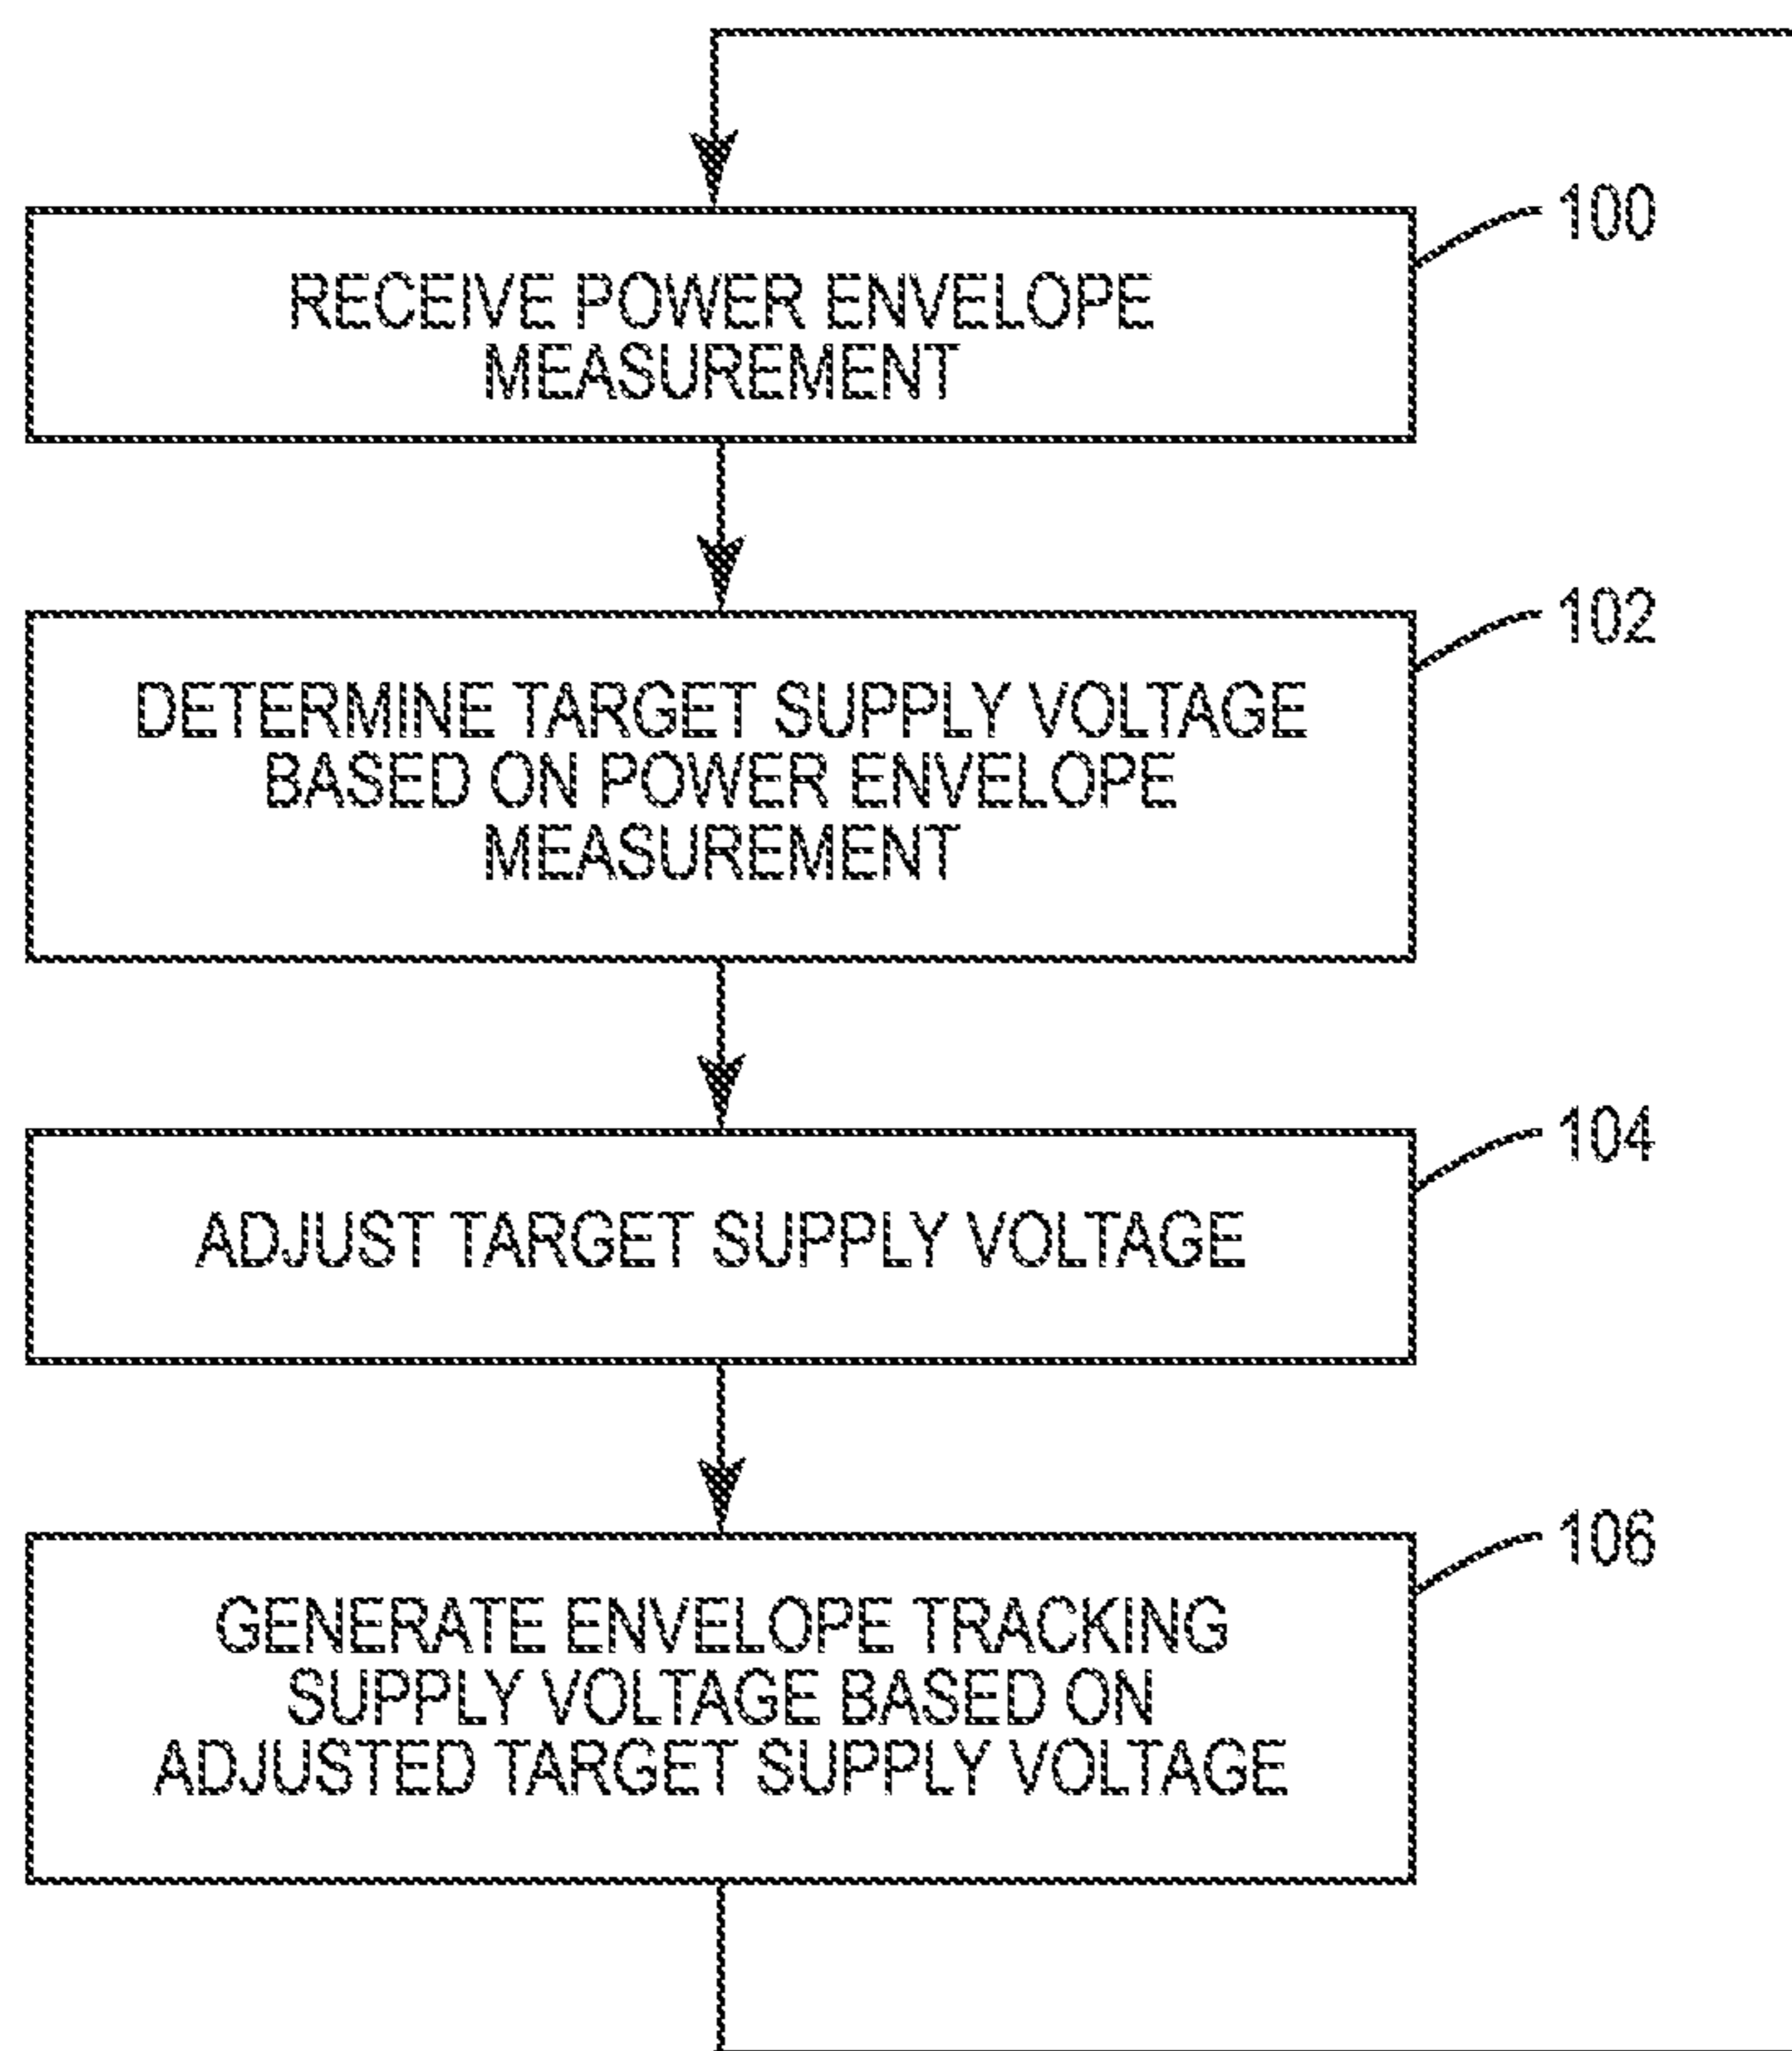 100
RECEIVE POWER ENVELOPE
MEASUREMENT
102
DETERMINE TARGET SUPPLY VOLTAGE
BASED ON POWER ENVELOPE
MEASUREMENT
104
ADJUST TARGET SUPPLY VOLTAGE
106
GENERATE ENVELOPE TRACKING
SUPPLY VOLTAGE BASED ON
ADJUSTED TARGET SUPPLY VOLTAGE